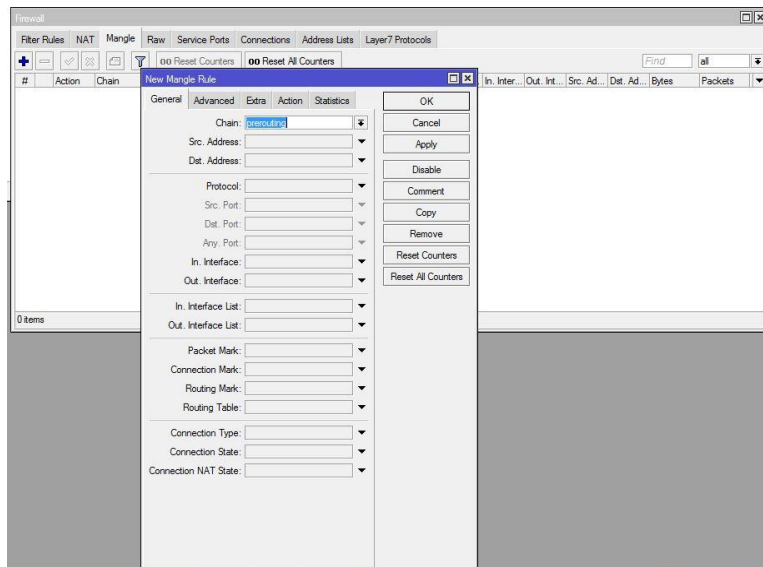 Firewall
Filter Rules NAT Mangle Raw Service Ports Connections Address Lists Layer7 Protocols
00 Reset Counters 00 Reset All Counters Find all
# Action Chain In. Inter... Out. Int... Src. Ad... Dst. Ad... Bytes Packets
New Mangle Rule
General Advanced Extra Action Statistics
Chain: prerouting
Src. Address:
Dst. Address:
Protocol:
Src. Port:
Dst. Port:
Any. Port:
In. Interface:
Out. Interface:
In. Interface List:
Out. Interface List:
Packet Mark:
Connection Mark:
Routing Mark:
Routing Table:
Connection Type:
Connection State:
Connection NAT State:
OK
Cancel
Apply
Disable
Comment
Copy
Remove
Reset Counters
Reset All Counters
0 items